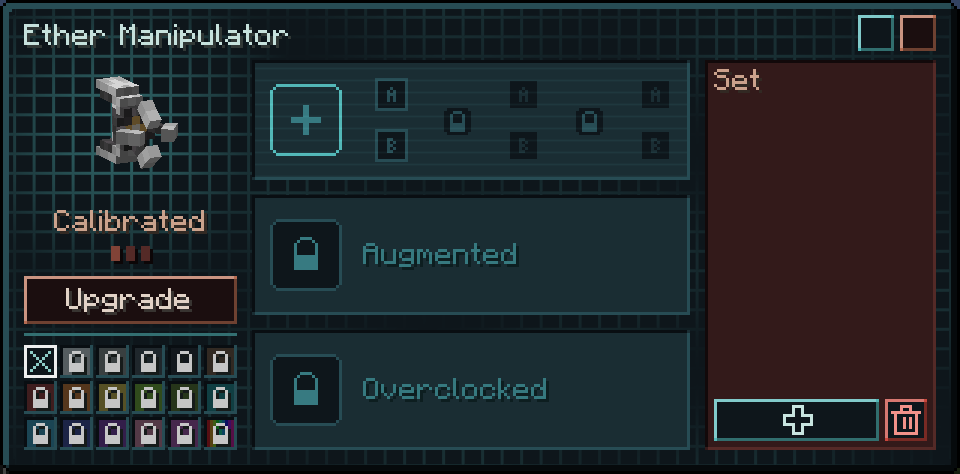 Ether Manipulator
Calibrated
Upgrade
A A A
B B B
Augmented
Overclocked
Set